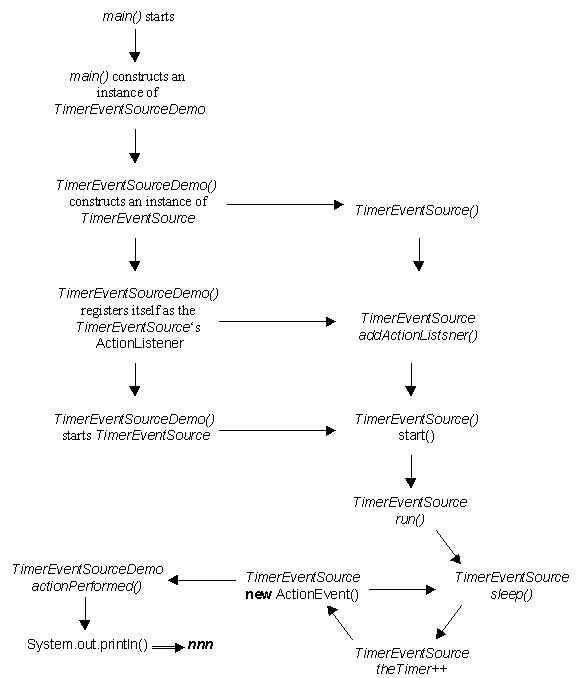 main() starts
main() constructs an
instance of
TimerEventSourceDemo
TimerEventSourceDemo()
constructs an instance of
TimerEventSource
TimerEventSource()
TimerEventSourceDemo()
registers itself as the
TimerEventSource's
ActionListener
TimerEventSource
addActionListsner()
TimerEventSourceDemo()
starts TimerEventSource
TimerEventSource()
start()
TimerEventSource
run()
TimerEventSourceDemo
actionPerformed()
TimerEventSource
new ActionEvent()
TimerEventSource
sleep()
System.out.println()
nnn
TimerEventSource
theTimer++